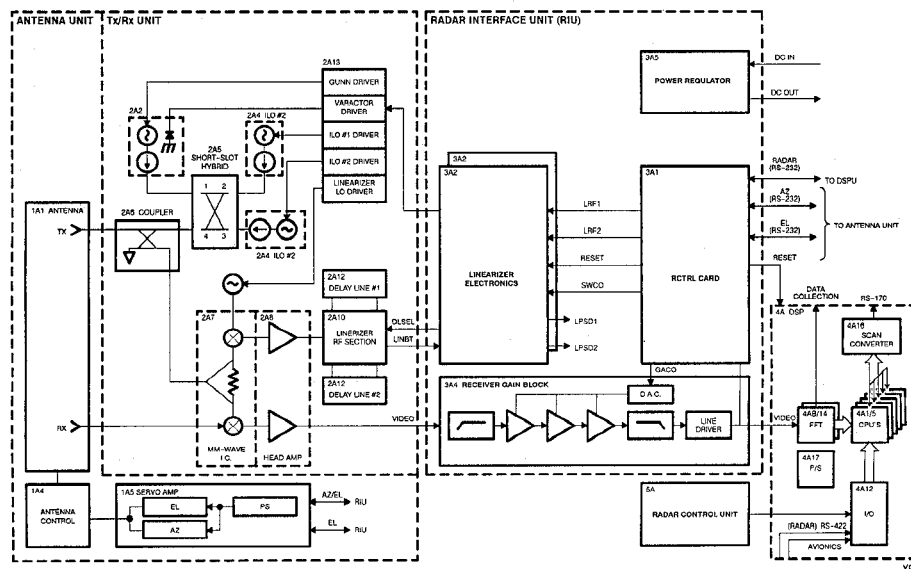 ANTENNA UNIT
Tx/Rx UNIT
RADAR INTERFACE UNIT (RIU)
2A13
GUNN DRIVER
VARACTOR
DRIVER
ILO #1 DRIVER
ILO #2 DRIVER
LINEARIZER
LO DRIVER
2A2
2A4 ILO #2
2A5
SHORT-SLOT
HYBRID
1 2
4 3
2A4 ILO #2
2A6 COUPLER
1A1 ANTENNA
TX
RX
2A7
2A8
MM-WAVE
I.C.
HEAD AMP
2A12
DELAY LINE #1
2A10
LINERIZER
RF SECTION
2A12
DELAY LINE #2
DLSEL
LINBT
VIDEO
1A4
ANTENNA
CONTROL
1A5 SERVO AMP
EL
AZ
PS
AZ/EL
RIU
EL
RIU
3A5
POWER REGULATOR
DC IN
DC OUT
3A2
3A2
LINEARIZER
ELECTRONICS
LRF1
LRF2
RESET
SWCO
LPSD1
LPSD2
3A1
RCTRL CARD
RADAR
(RS-232)
TO DSPU
AZ
(RS-232)
EL
(RS-232)
TO ANTENNA UNIT
RESET
GACO
3A4 RECEIVER GAIN BLOCK
D.A.C.
LINE
DRIVER
VIDEO
DATA
COLLECTION
RS-170
4A DSP
4A16
SCAN
CONVERTER
4A8/14
FFT
4A1/5
CPU'S
4A17
P/S
4A12
I/O
5A
RADAR CONTROL UNIT
(RADAR) RS-422
AVIONICS